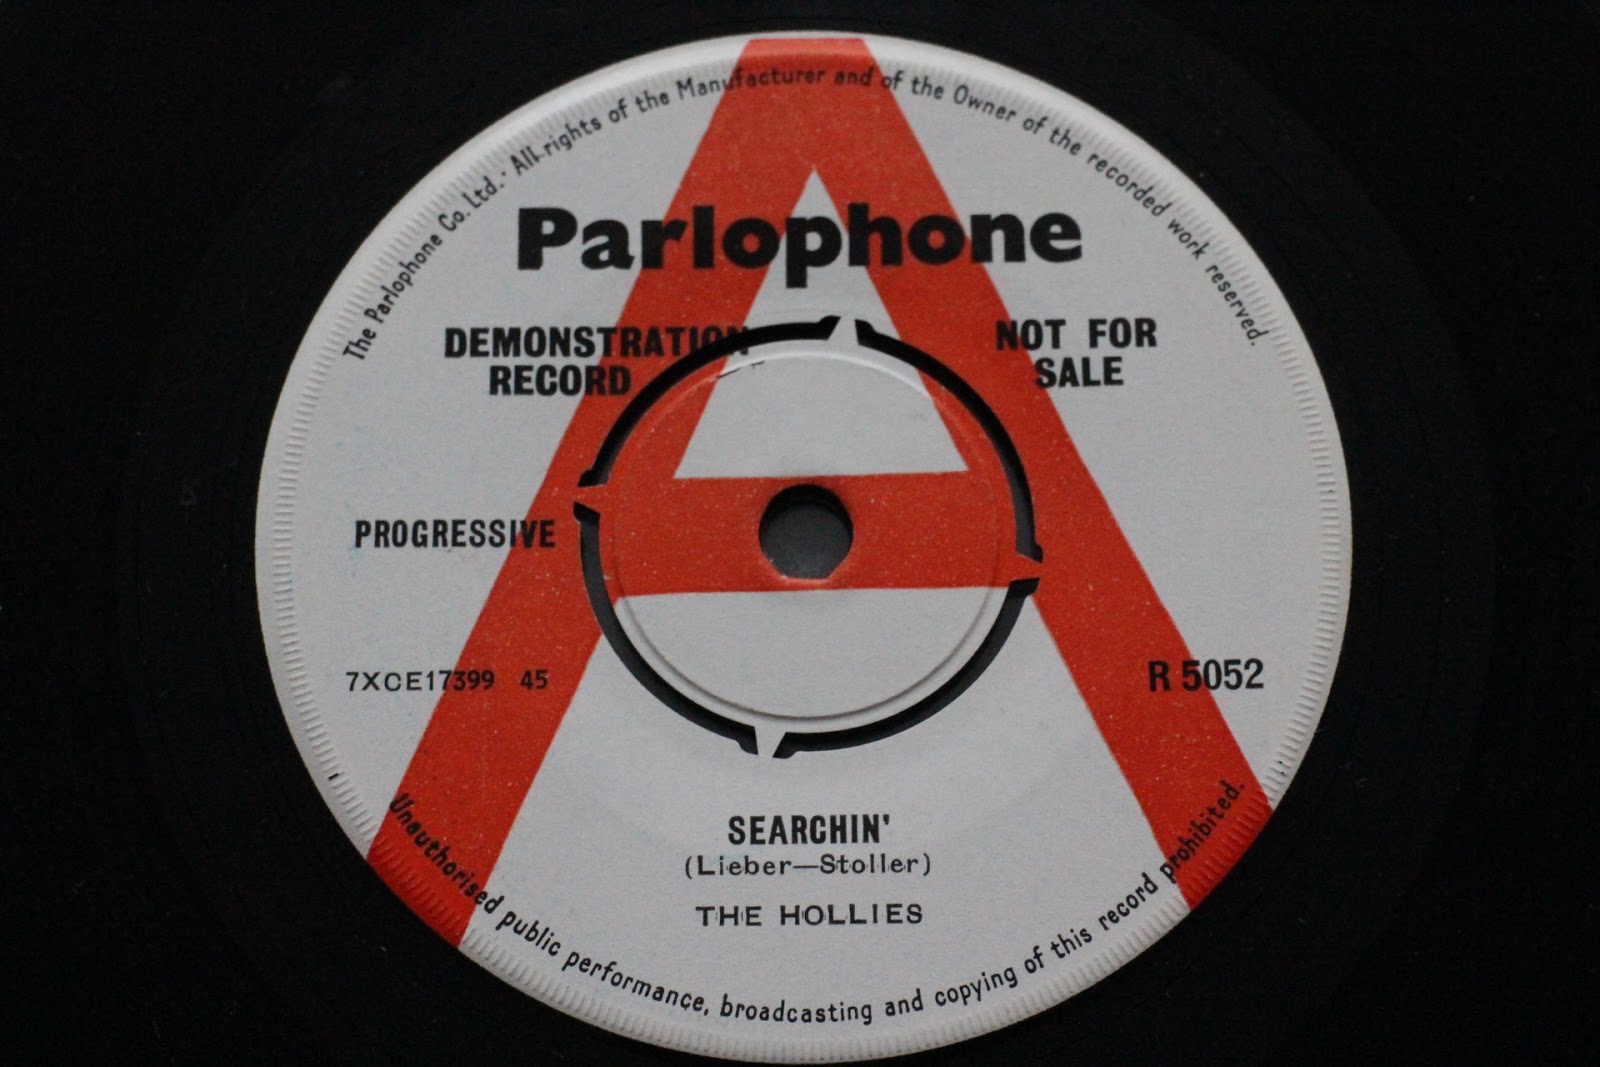 The Parlophone Co. Ltd. · All rights of the Manufacturer and of the Owner of the recorded work reserved.
Parlophone
DEMONSTRATION
RECORD
NOT FOR
SALE
PROGRESSIVE
7XCE17399 45
R 5052
SEARCHIN'
(Lieber—Stoller)
THE HOLLIES
Unauthorised public performance, broadcasting and copying of this record prohibited.